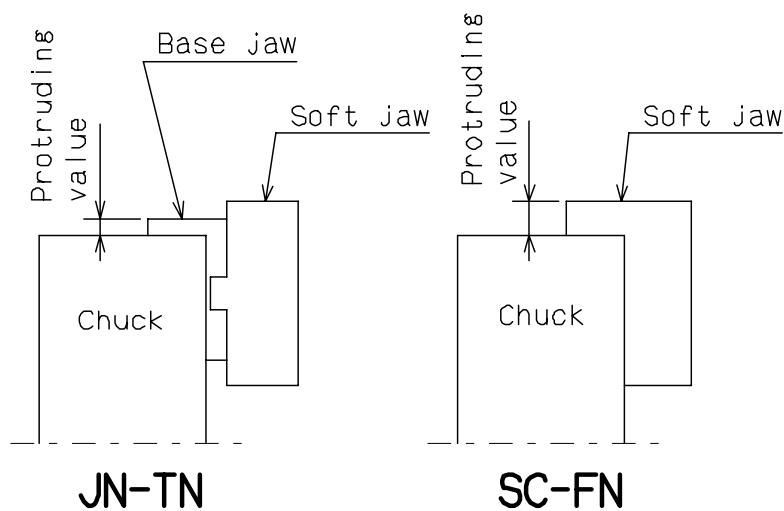 Protruding
value
Base jaw
Soft jaw
Chuck
JN-TN
Protruding
value
Soft jaw
Chuck
SC-FN